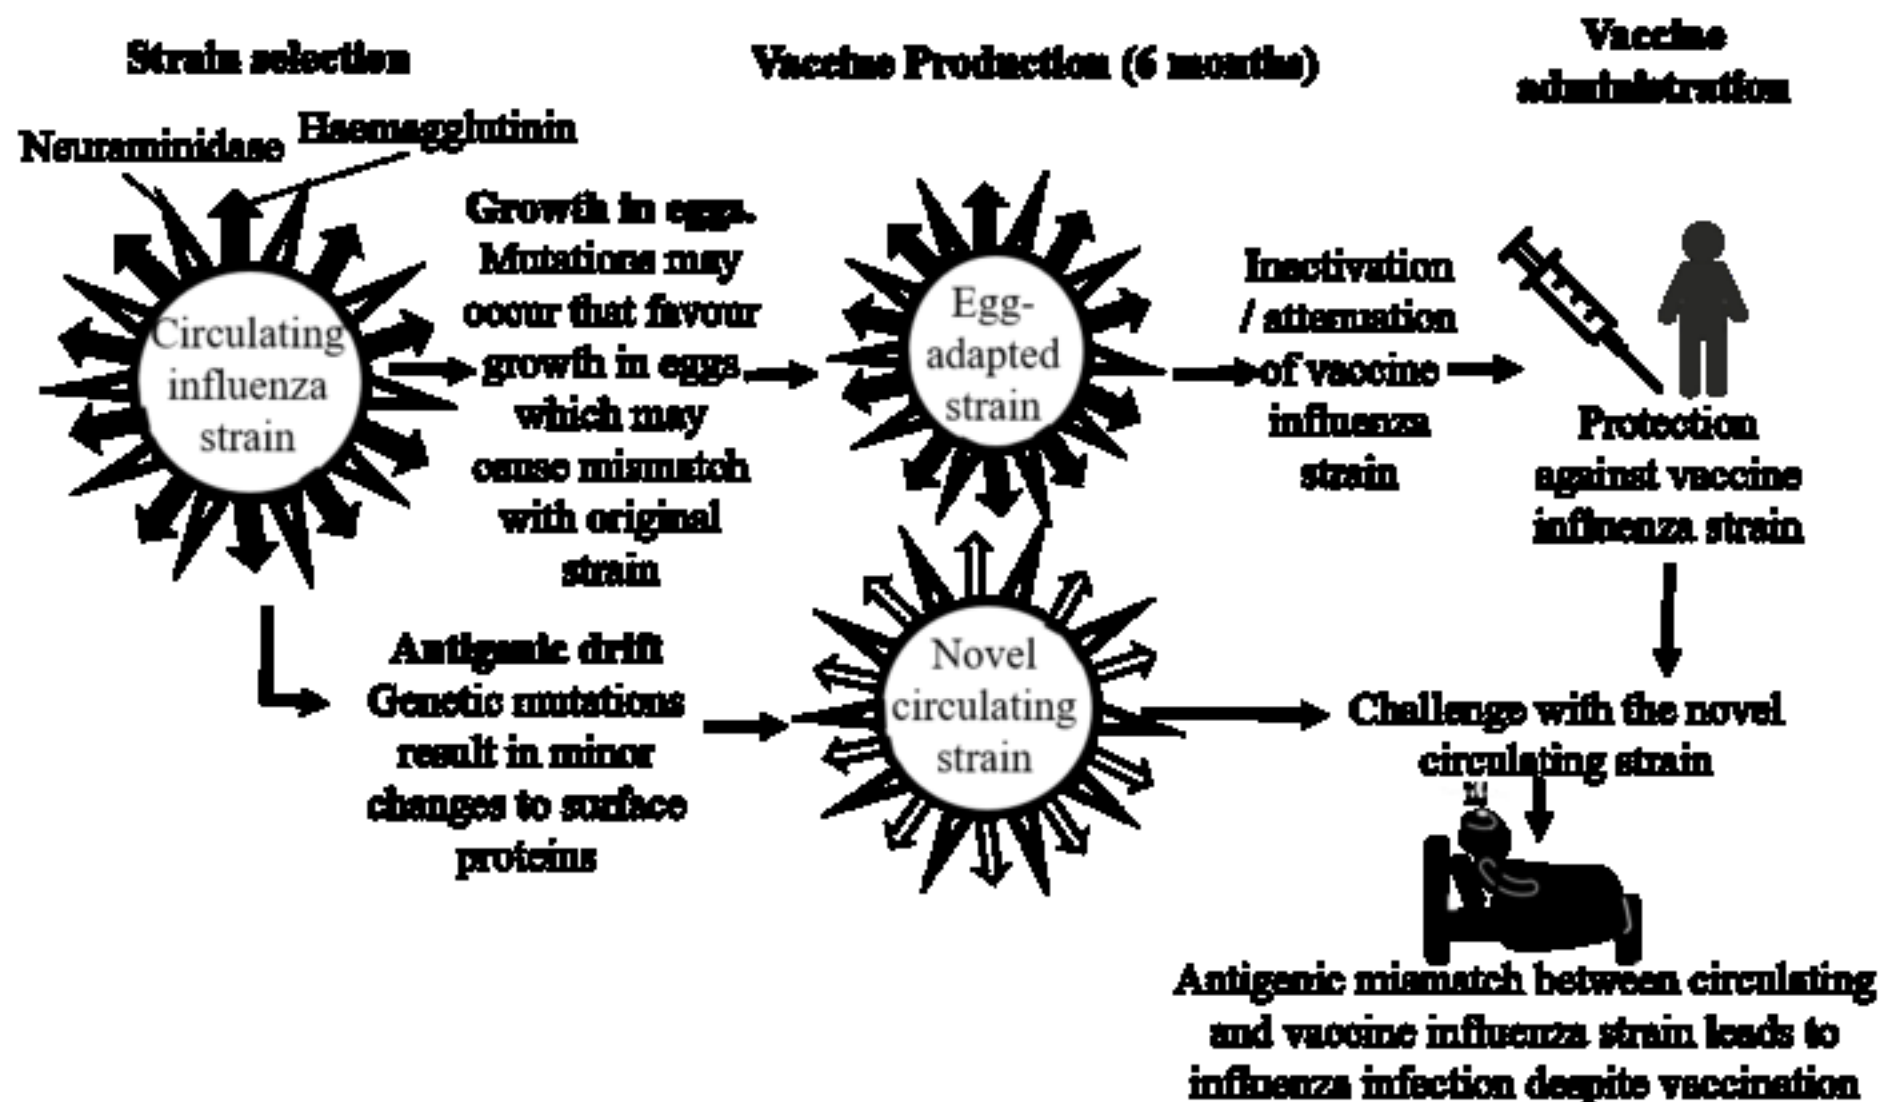 Strain selection
Vaccine Production (6 months)
Vaccine
administration
Neuraminidase
Haemagglutinin
Circulating
influenza
strain
Growth in eggs.
Mutations may
occur that favour
growth in eggs
which may
cause mismatch
with original
strain
Egg-
adapted
strain
Inactivation
/ attenuation
of vaccine
influenza
strain
Protection
against vaccine
influenza strain
Antigenic drift
Genetic mutations
result in minor
changes to surface
proteins
Novel
circulating
strain
Challenge with the novel
circulating strain
Antigenic mismatch between circulating
and vaccine influenza strain leads to
influenza infection despite vaccination